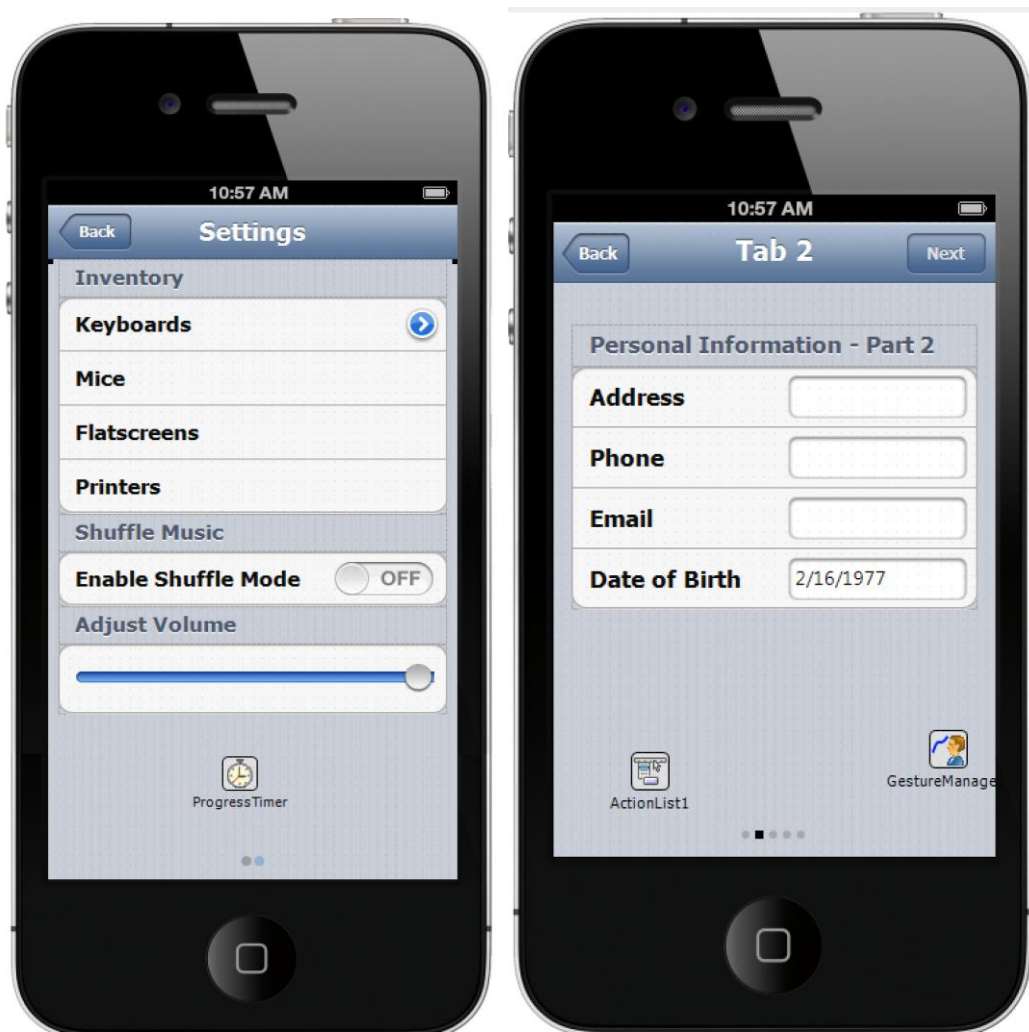 10:57 AM
Back
Settings
Inventory
Keyboards
Mice
Flatscreens
Printers
Shuffle Music
Enable Shuffle Mode
OFF
Adjust Volume
ProgressTimer
10:57 AM
Back
Tab 2
Next
Personal Information - Part 2
Address
Phone
Email
Date of Birth
2/16/1977
ActionList1
GestureManage